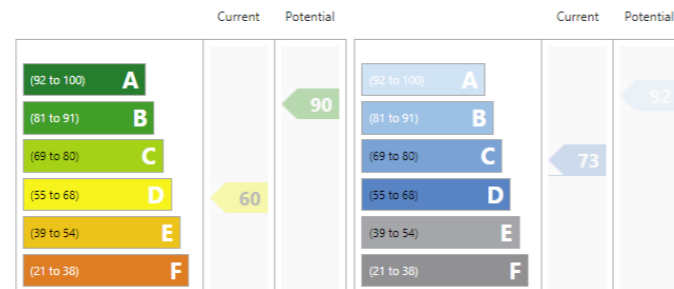 Current Potential Current Potential
(92 to 100) A (92 to 100) A
90 92
(81 to 91) B (81 to 91) B
(69 to 80) C (69 to 80) C
73
(55 to 68) D (55 to 68) D
60
(39 to 54) E (39 to 54) E
(21 to 38) F (21 to 38) F